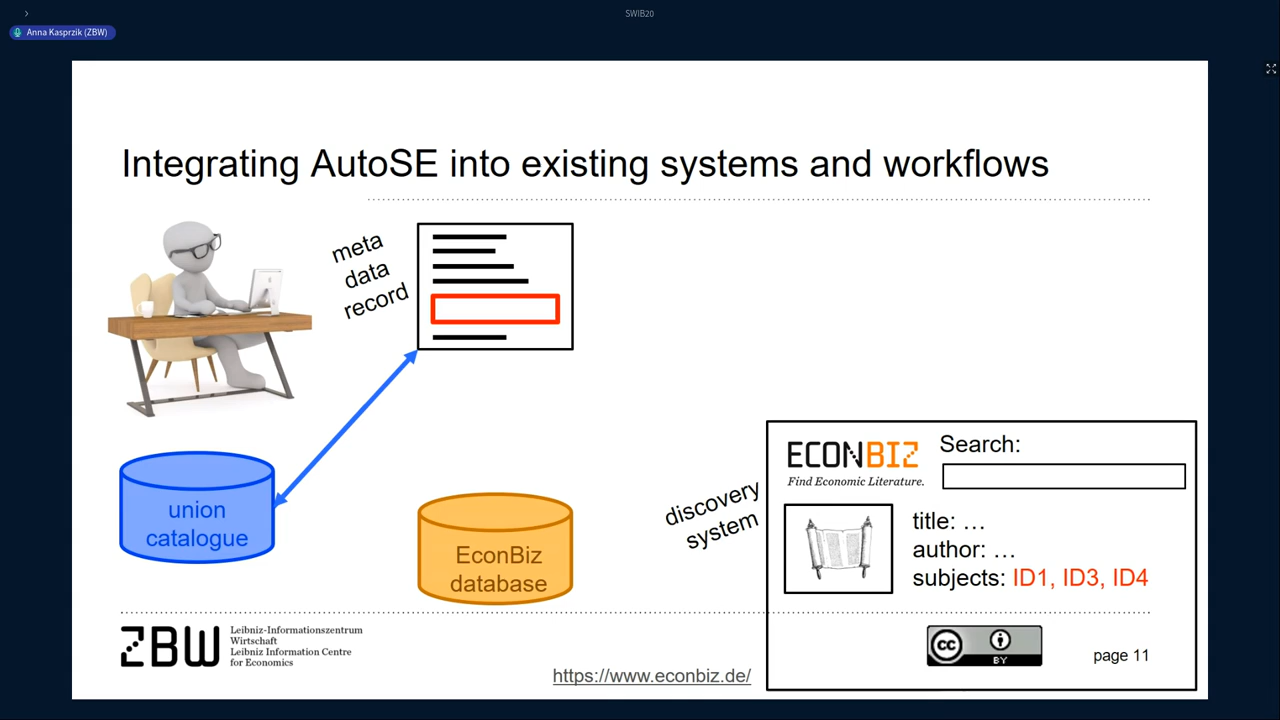 SWIB20
Anna Kasprzik (ZBW)
Integrating AutoSE into existing systems and workflows
meta
data
record
union
catalogue
EconBiz
database
discovery
system
ECONBIZ
Find Economic Literature.
Search:
title: …
author: …
subjects: ID1, ID3, ID4
ZBW
Leibniz-Informationszentrum
Wirtschaft
Leibniz Information Centre
for Economics
https://www.econbiz.de/
cc
BY
page 11